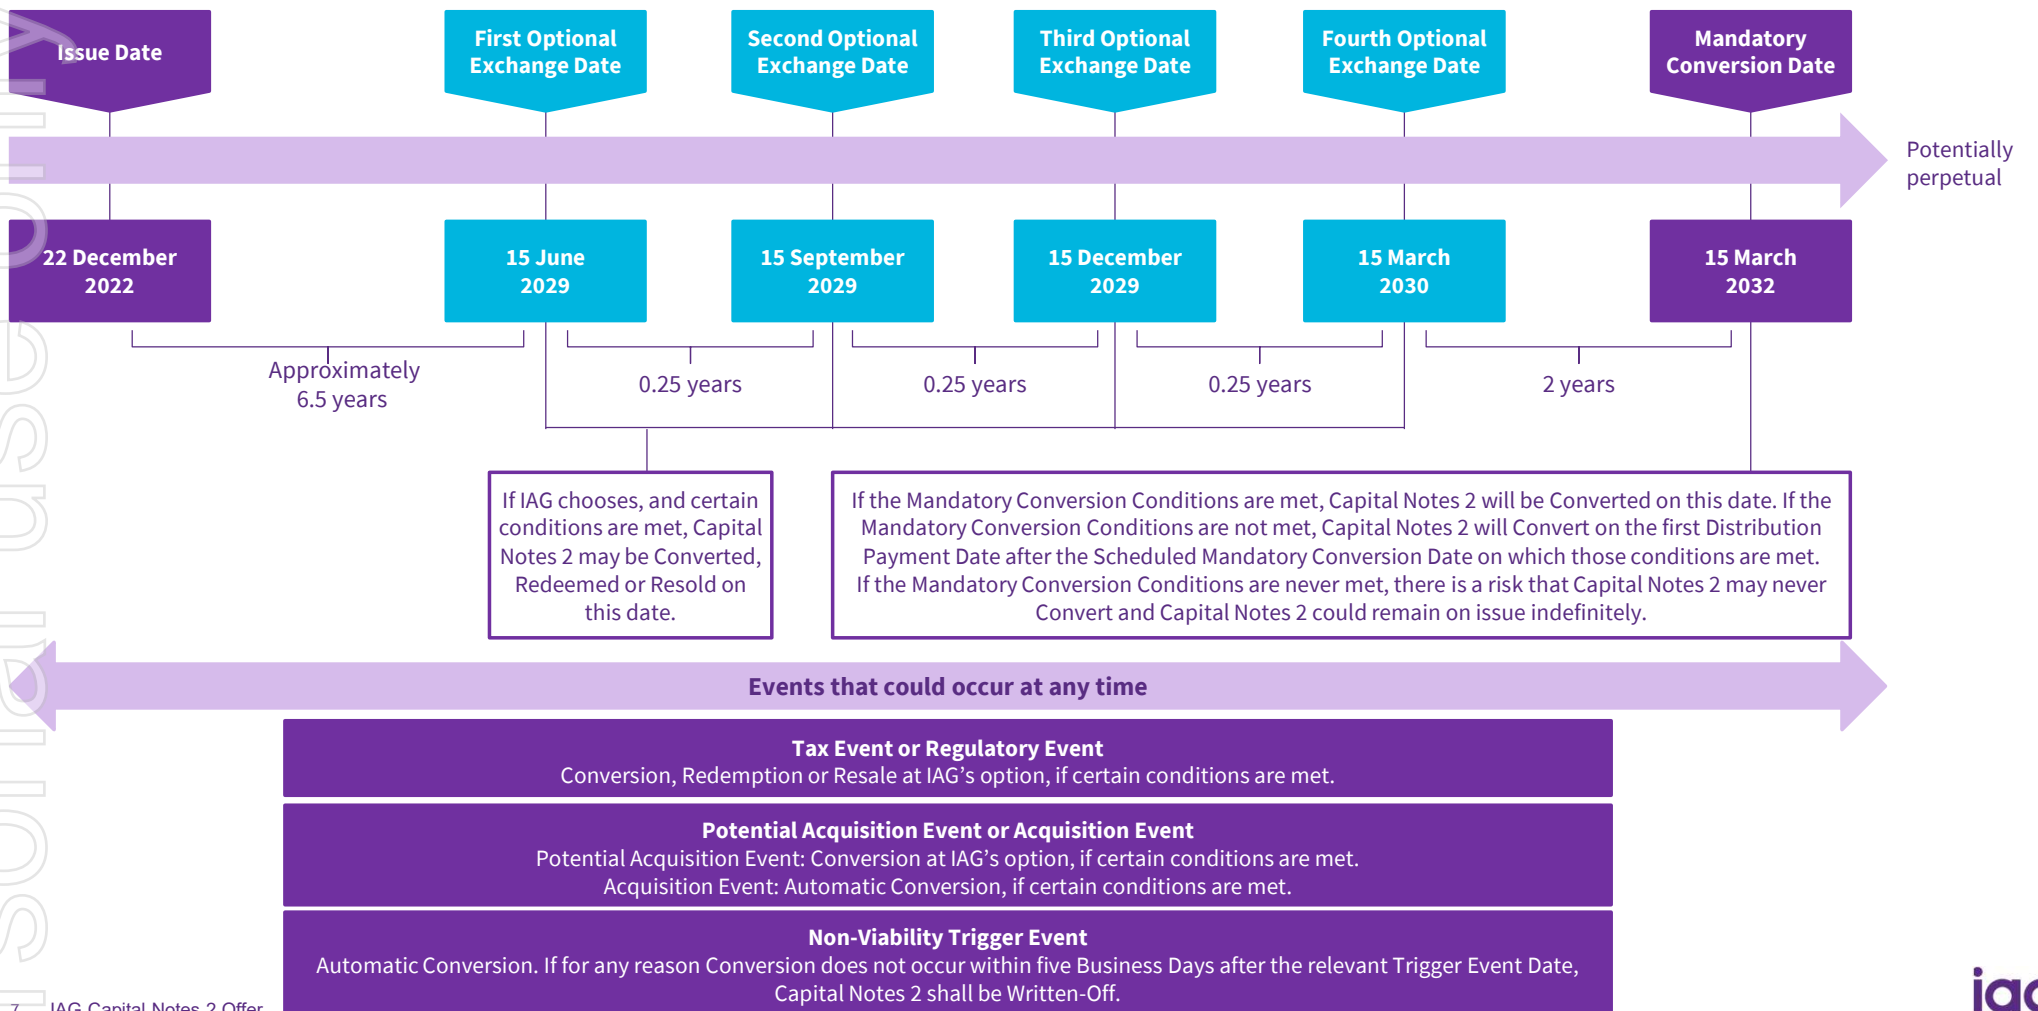 Issue Date
First Optional
Exchange Date
Second Optional
Exchange Date
Third Optional
Exchange Date
Fourth Optional
Exchange Date
Mandatory
Conversion Date
Potentially
perpetual
22 December
2022
15 June
2029
15 September
2029
15 December
2029
15 March
2030
15 March
2032
Approximately
6.5 years
0.25 years
0.25 years
0.25 years
2 years
If IAG chooses, and certain
conditions are met, Capital
Notes 2 may be Converted,
Redeemed or Resold on
this date.
If the Mandatory Conversion Conditions are met, Capital Notes 2 will be Converted on this date. If the
Mandatory Conversion Conditions are not met, Capital Notes 2 will Convert on the first Distribution
Payment Date after the Scheduled Mandatory Conversion Date on which those conditions are met.
If the Mandatory Conversion Conditions are never met, there is a risk that Capital Notes 2 may never
Convert and Capital Notes 2 could remain on issue indefinitely.
Events that could occur at any time
Tax Event or Regulatory Event
Conversion, Redemption or Resale at IAG's option, if certain conditions are met.
Potential Acquisition Event or Acquisition Event
Potential Acquisition Event: Conversion at IAG's option, if certain conditions are met.
Acquisition Event: Automatic Conversion, if certain conditions are met.
Non-Viability Trigger Event
Automatic Conversion. If for any reason Conversion does not occur within five Business Days after the relevant Trigger Event Date,
Capital Notes 2 shall be Written-Off.
7 IAG Capital Notes 2 Offer